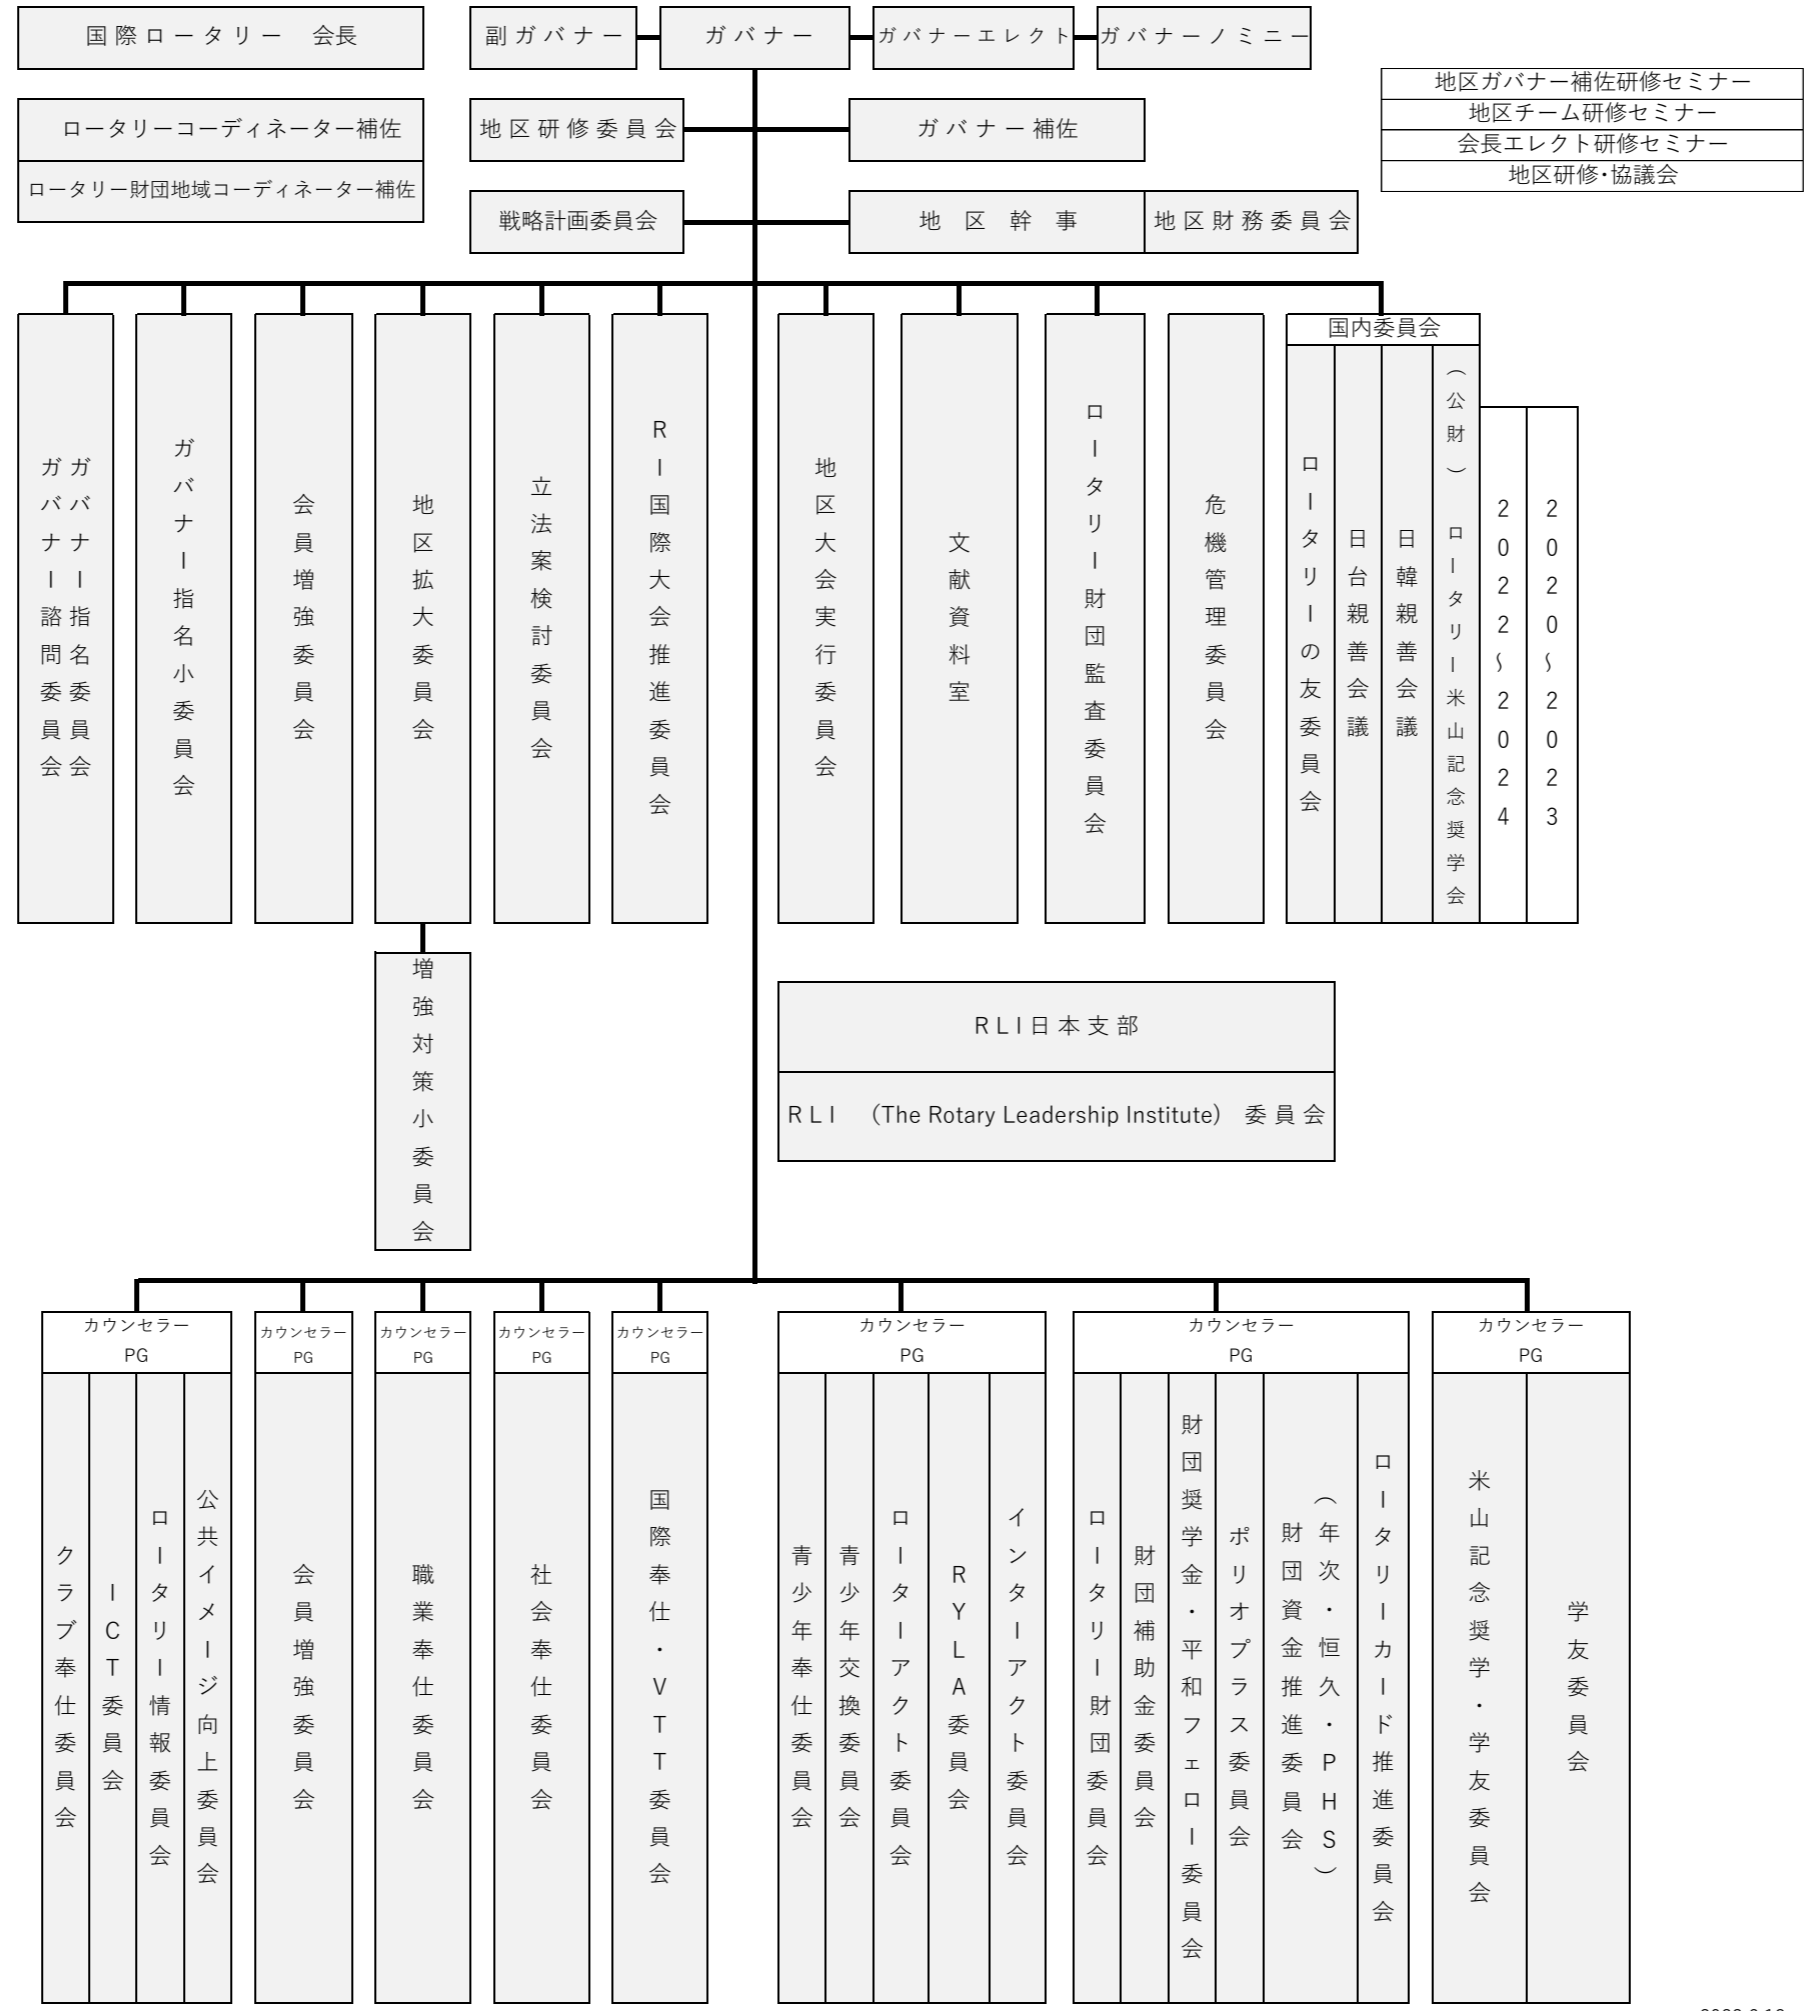 国際ロータリー　会長
副ガバナー
ガバナー
ガバナーエレクト
ガバナーノミニー
ロータリーコーディネーター補佐
ロータリー財団地域コーディネーター補佐
地区研修委員会
ガバナー補佐
戦略計画委員会
地区幹事
地区財務委員会
地区ガバナー補佐研修セミナー
地区チーム研修セミナー
会長エレクト研修セミナー
地区研修・協議会
ガバナー指名委員会
ガバナー諮問委員会
ガバナー指名小委員会
会員増強委員会
地区拡大委員会
立法案検討委員会
RI国際大会推進委員会
地区大会実行委員会
文献資料室
ロータリー財団監査委員会
危機管理委員会
国内委員会
ロータリーの友委員会
日台親善会議
日韓親善会議
（公財）　ロータリー米山記念奨学会
2022～2024
2020～2023
増強対策小委員会
RLI日本支部
RLI　（The Rotary Leadership Institute）　委員会
カウンセラー
PG
クラブ奉仕委員会
ICT委員会
ロータリー情報委員会
公共イメージ向上委員会
カウンセラー
PG
会員増強委員会
カウンセラー
PG
職業奉仕委員会
カウンセラー
PG
社会奉仕委員会
カウンセラー
PG
国際奉仕・VTT委員会
カウンセラー
PG
青少年奉仕委員会
青少年交換委員会
ローターアクト委員会
RYLA委員会
インターアクト委員会
カウンセラー
PG
ロータリー財団委員会
財団補助金委員会
財団奨学金・平和フェロー委員会
ポリオプラス委員会
財団資金推進委員会
（年次・恒久・PHS）
ロータリーカード推進委員会
カウンセラー
PG
米山記念奨学・学友委員会
学友委員会